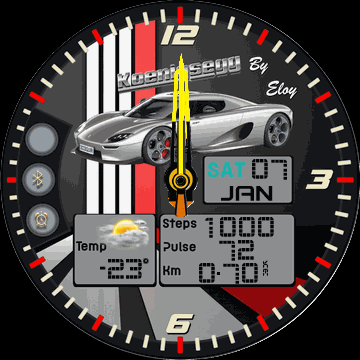 12
Koenigsegg By
Eloy
SAT 07
JAN
3
Steps 1000
Temp Pulse 72
-23° Km 0.70
6